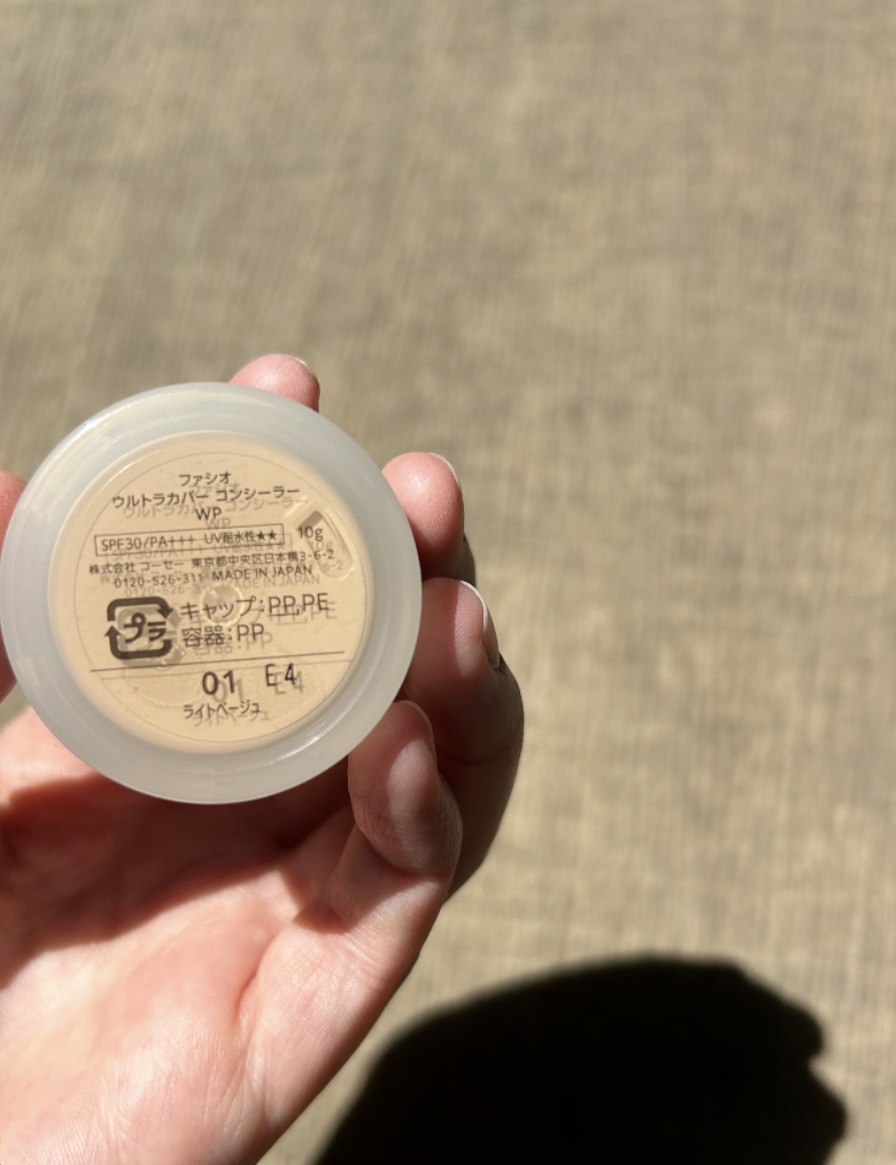 ファシオ
ウルトラカバー コンシーラー
WP
SPF30/PA+++ UV耐水性★★ 10g
株式会社 コーセー 東京都中央区日本橋3-6-2
0120-526-311 MADE IN JAPAN
プラ キャップ:PP,PE
容器:PP
01 E4
ライトベージュ